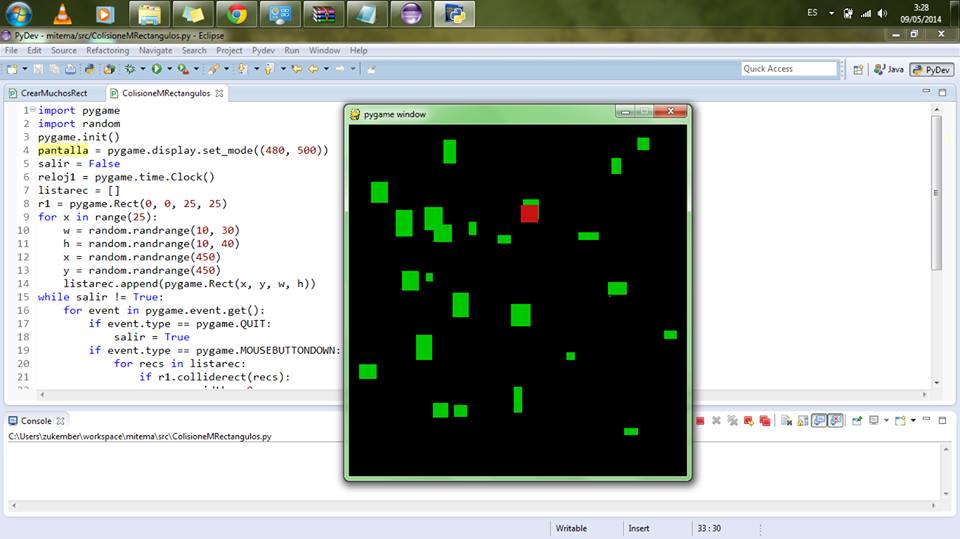 ES
3:28
09/05/2014
PyDev - mitema/src/ColisioneMRectangulos.py - Eclipse
File Edit Source Refactoring Navigate Search Project Pydev Run Window Help
Quick Access
Java
PyDev
CrearMuchosRect
ColisioneMRectangulos
pygame window
1 import pygame
2 import random
3 pygame.init()
4 pantalla = pygame.display.set_mode((480, 500))
5 salir = False
6 reloj1 = pygame.time.Clock()
7 listarec = []
8 r1 = pygame.Rect(0, 0, 25, 25)
9 for x in range(25):
10 w = random.randrange(10, 30)
11 h = random.randrange(10, 40)
12 x = random.randrange(450)
13 y = random.randrange(450)
14 listarec.append(pygame.Rect(x, y, w, h))
15 while salir != True:
16 for event in pygame.event.get():
17 if event.type == pygame.QUIT:
18 salir = True
19 if event.type == pygame.MOUSEBUTTONDOWN:
20 for recs in listarec:
21 if r1.colliderect(recs):
Console
C:\Users\zukember\workspace\mitema\src\ColisioneMRectangulos.py
Writable
Insert
33 : 30